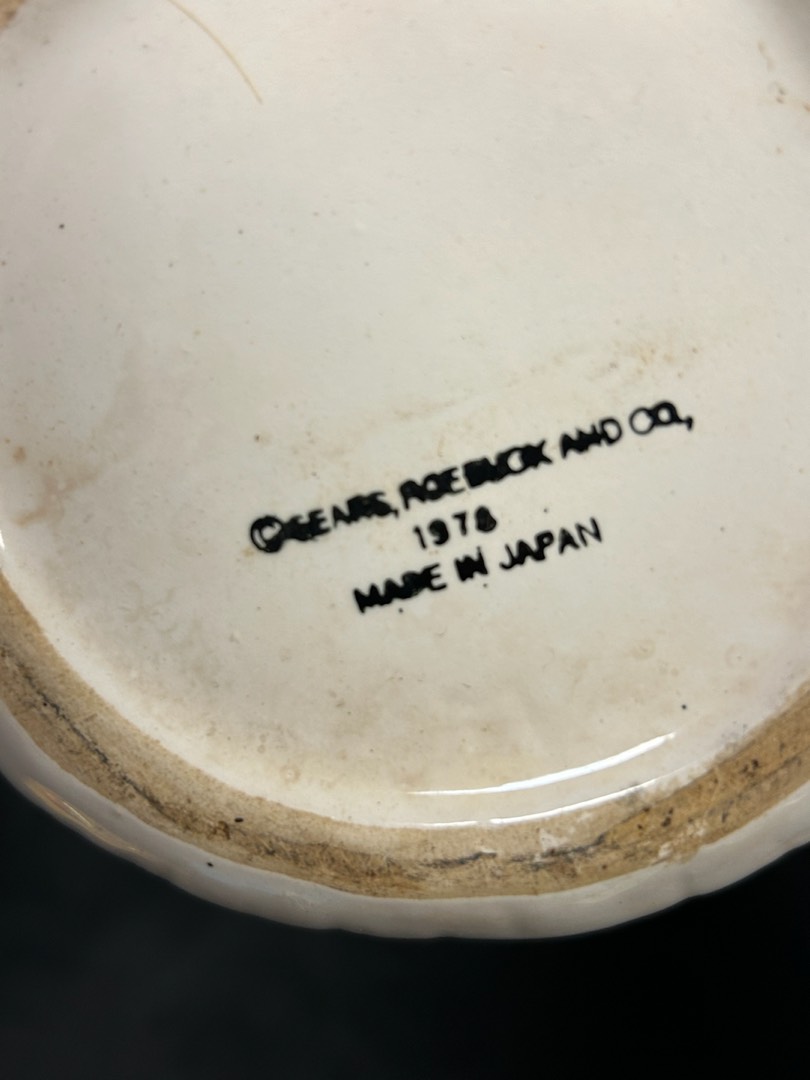 ©SEARS, ROEBUCK AND CO,
1978
MADE IN JAPAN